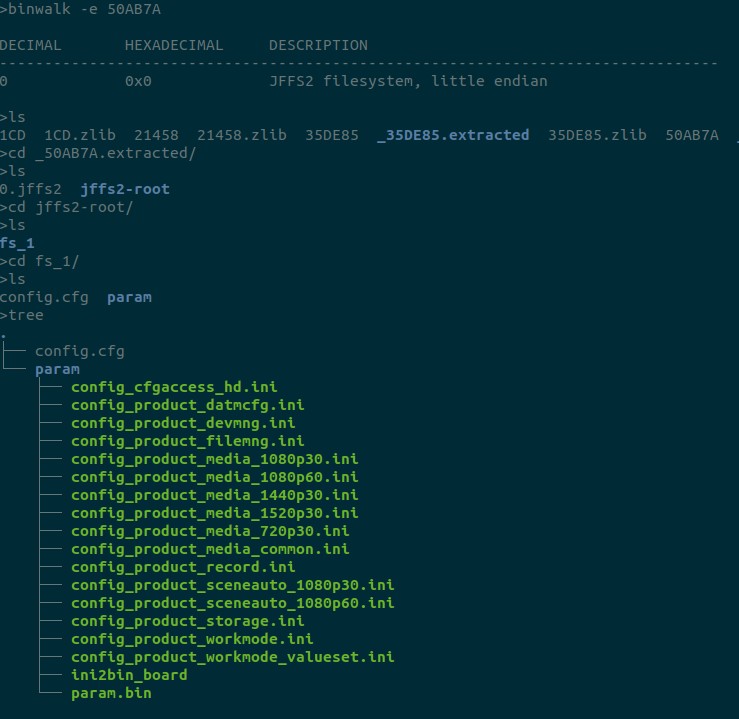 >binwalk -e 50AB7A
DECIMAL HEXADECIMAL DESCRIPTION
--------------------------------------------------------------------------------
0 0x0 JFFS2 filesystem, little endian
>ls
1CD 1CD.zlib 21458 21458.zlib 35DE85 _35DE85.extracted 35DE85.zlib 50AB7A _
>cd _50AB7A.extracted/
>ls
0.jffs2 jffs2-root
>cd jffs2-root/
>ls
fs_1
>cd fs_1/
>ls
config.cfg param
>tree
.
├── config.cfg
└── param
├── config_cfgaccess_hd.ini
├── config_product_datmcfg.ini
├── config_product_devmng.ini
├── config_product_filemng.ini
├── config_product_media_1080p30.ini
├── config_product_media_1080p60.ini
├── config_product_media_1440p30.ini
├── config_product_media_1520p30.ini
├── config_product_media_720p30.ini
├── config_product_media_common.ini
├── config_product_record.ini
├── config_product_sceneauto_1080p30.ini
├── config_product_sceneauto_1080p60.ini
├── config_product_storage.ini
├── config_product_workmode.ini
├── config_product_workmode_valueset.ini
├── ini2bin_board
└── param.bin